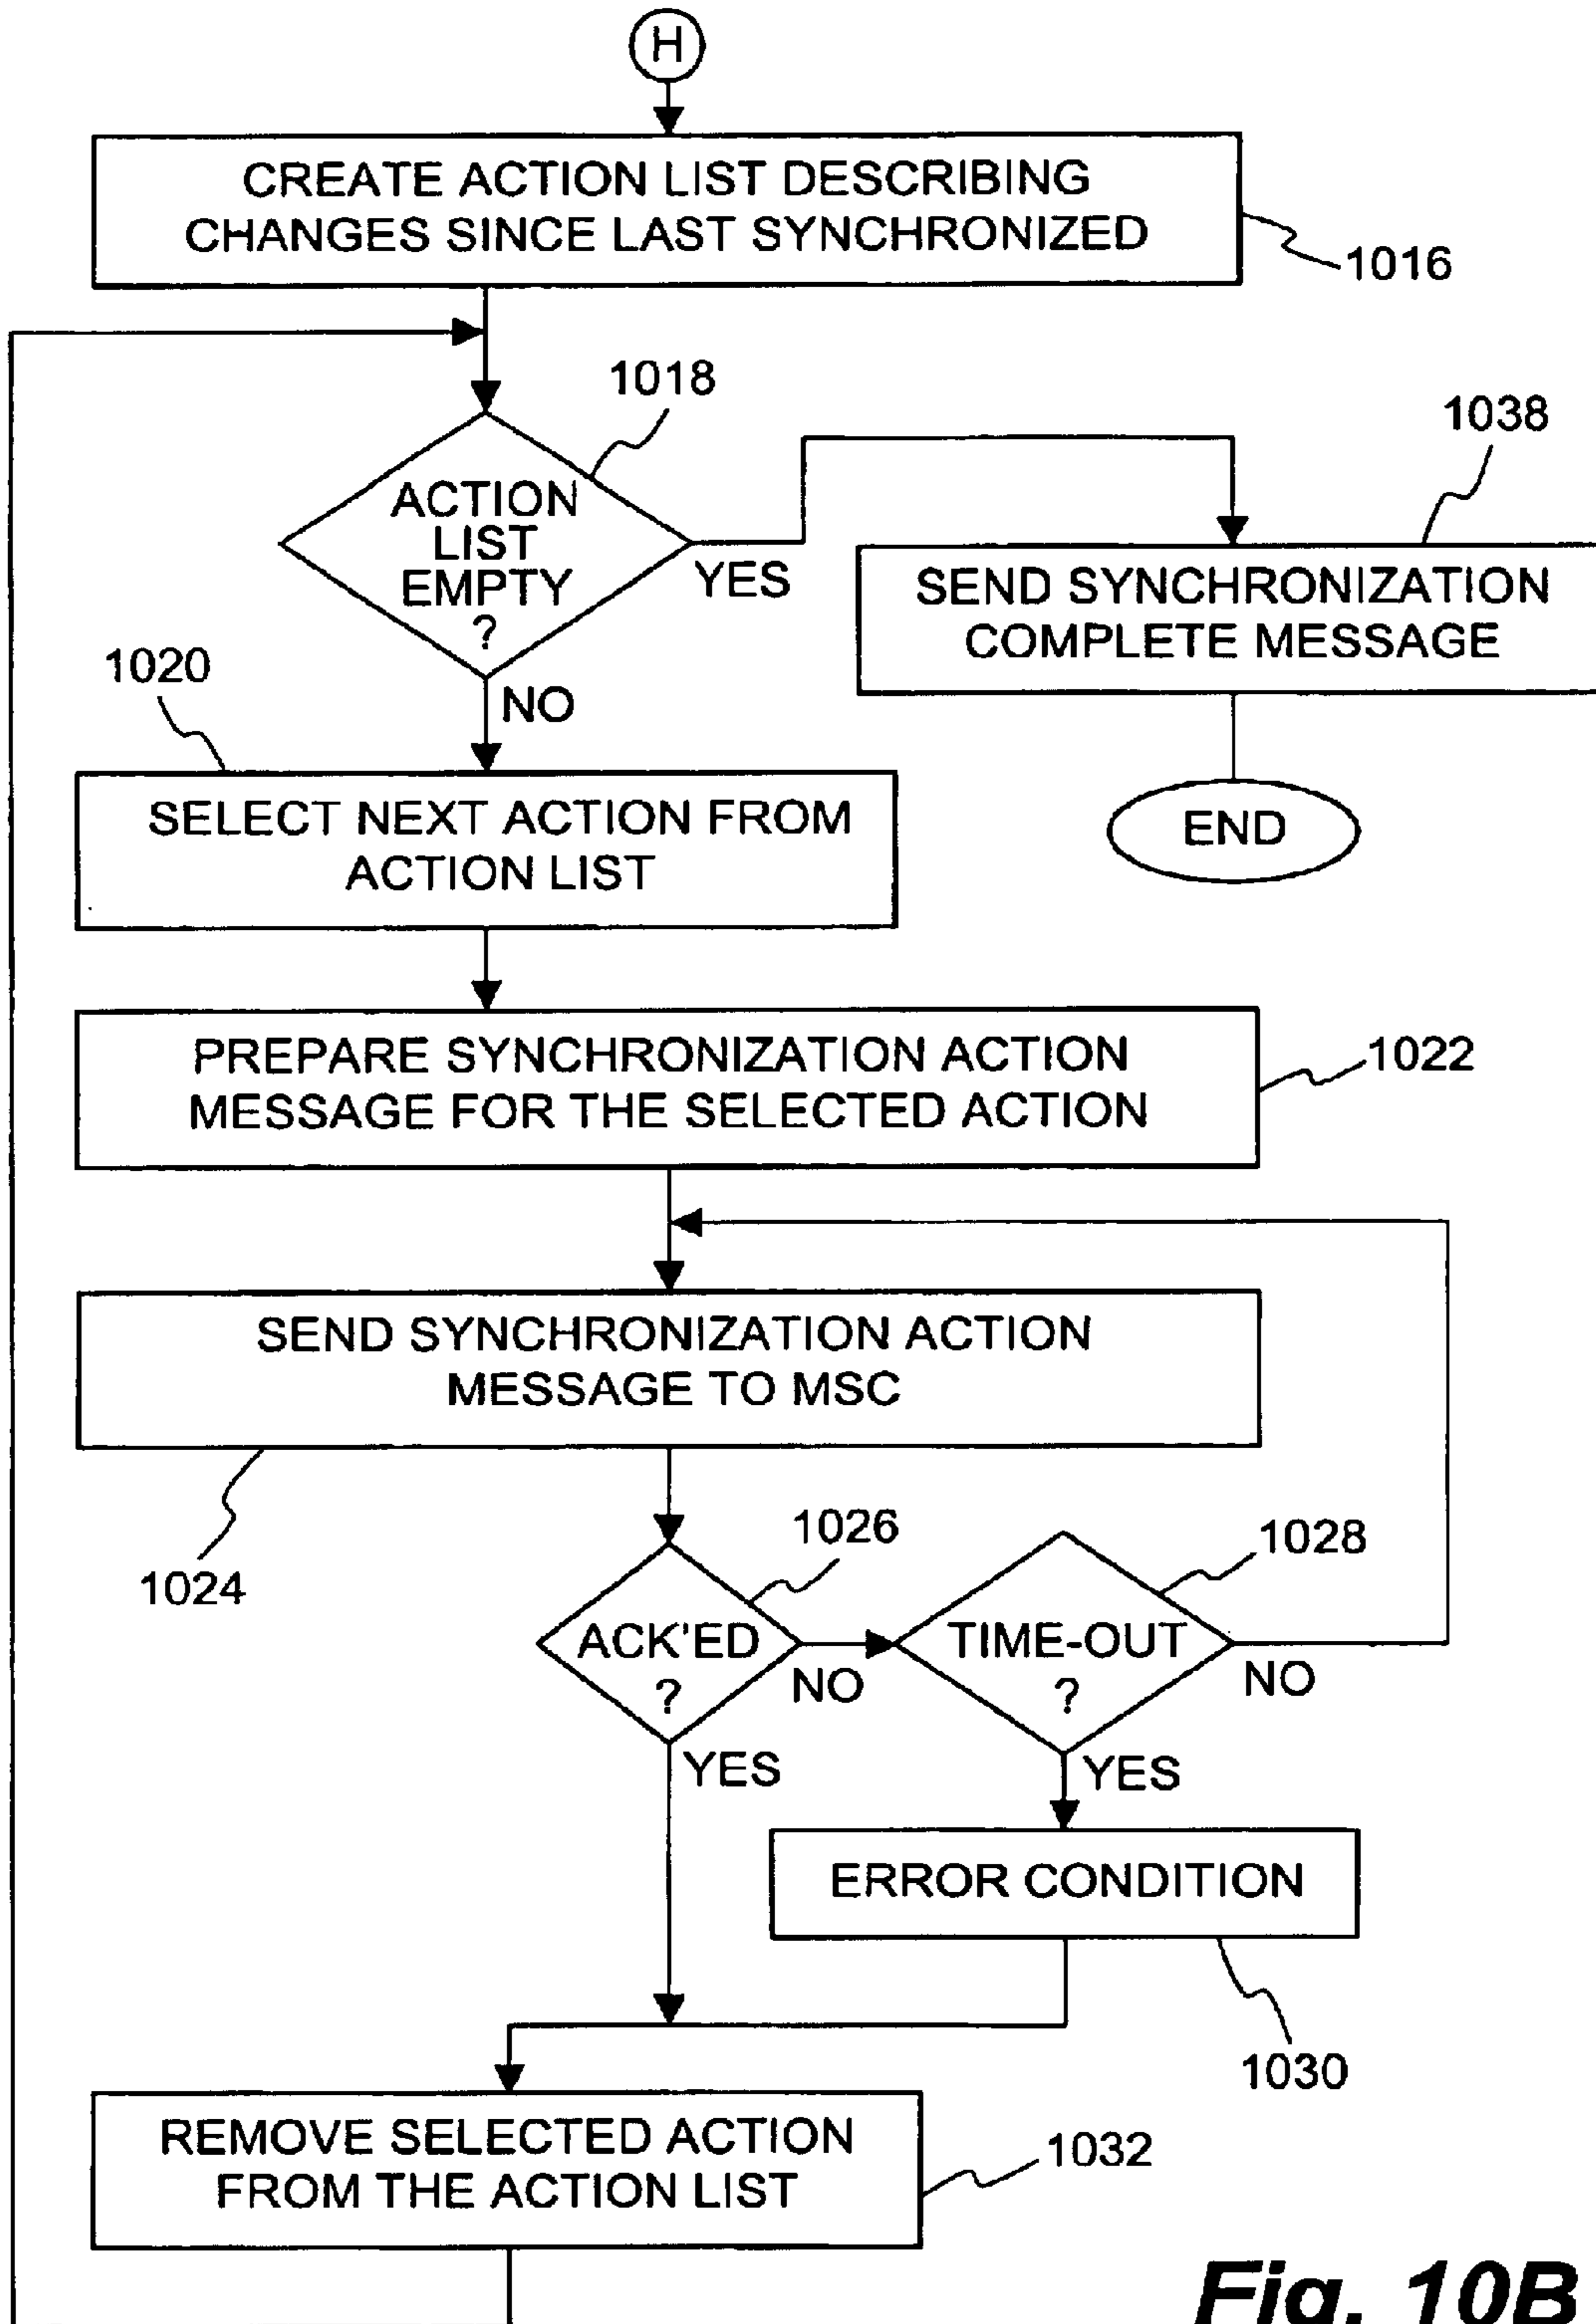 H
CREATE ACTION LIST DESCRIBING
CHANGES SINCE LAST SYNCHRONIZED
1016
1018
1038
ACTION
LIST
EMPTY
?
YES
SEND SYNCHRONIZATION
COMPLETE MESSAGE
1020
NO
SELECT NEXT ACTION FROM
ACTION LIST
END
PREPARE SYNCHRONIZATION ACTION
MESSAGE FOR THE SELECTED ACTION
1022
SEND SYNCHRONIZATION ACTION
MESSAGE TO MSC
1024
1026
1028
ACK'ED
?
NO
TIME-OUT
?
NO
YES
YES
ERROR CONDITION
1030
REMOVE SELECTED ACTION
FROM THE ACTION LIST
1032
Fig. 10B